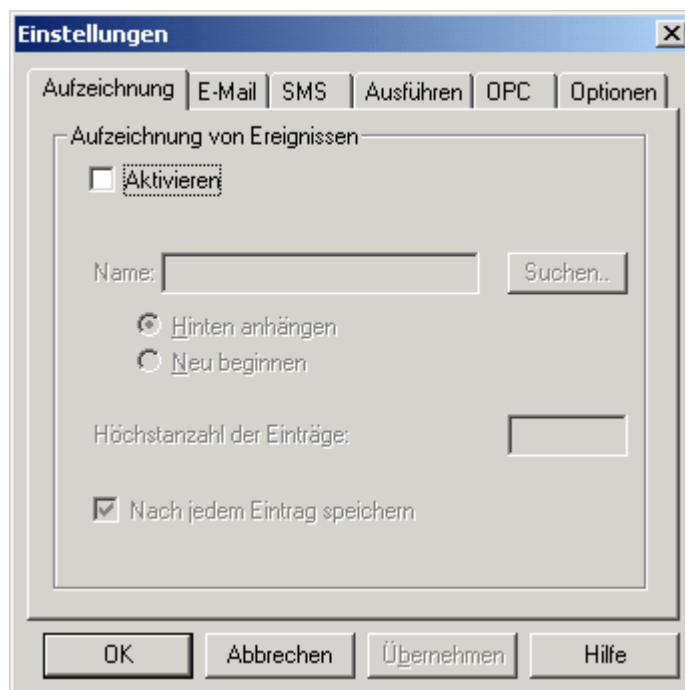 Einstellungen
Aufzeichnung E-Mail SMS Ausführen OPC Optionen
Aufzeichnung von Ereignissen
Aktivieren
Name: Suchen..
Hinten anhängen
Neu beginnen
Höchstanzahl der Einträge:
Nach jedem Eintrag speichern
OK Abbrechen Übernehmen Hilfe